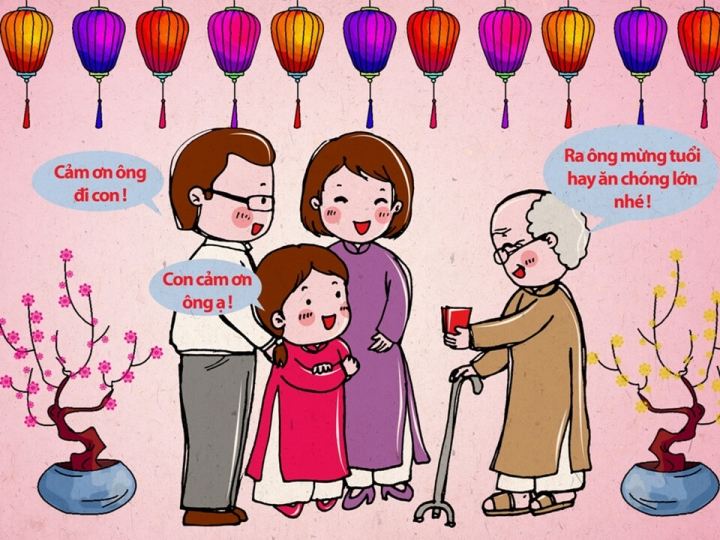 Cảm ơn ông
đi con !
Ra ông mừng tuổi
hay ăn chóng lớn
nhé !
Con cảm ơn
ông ạ !